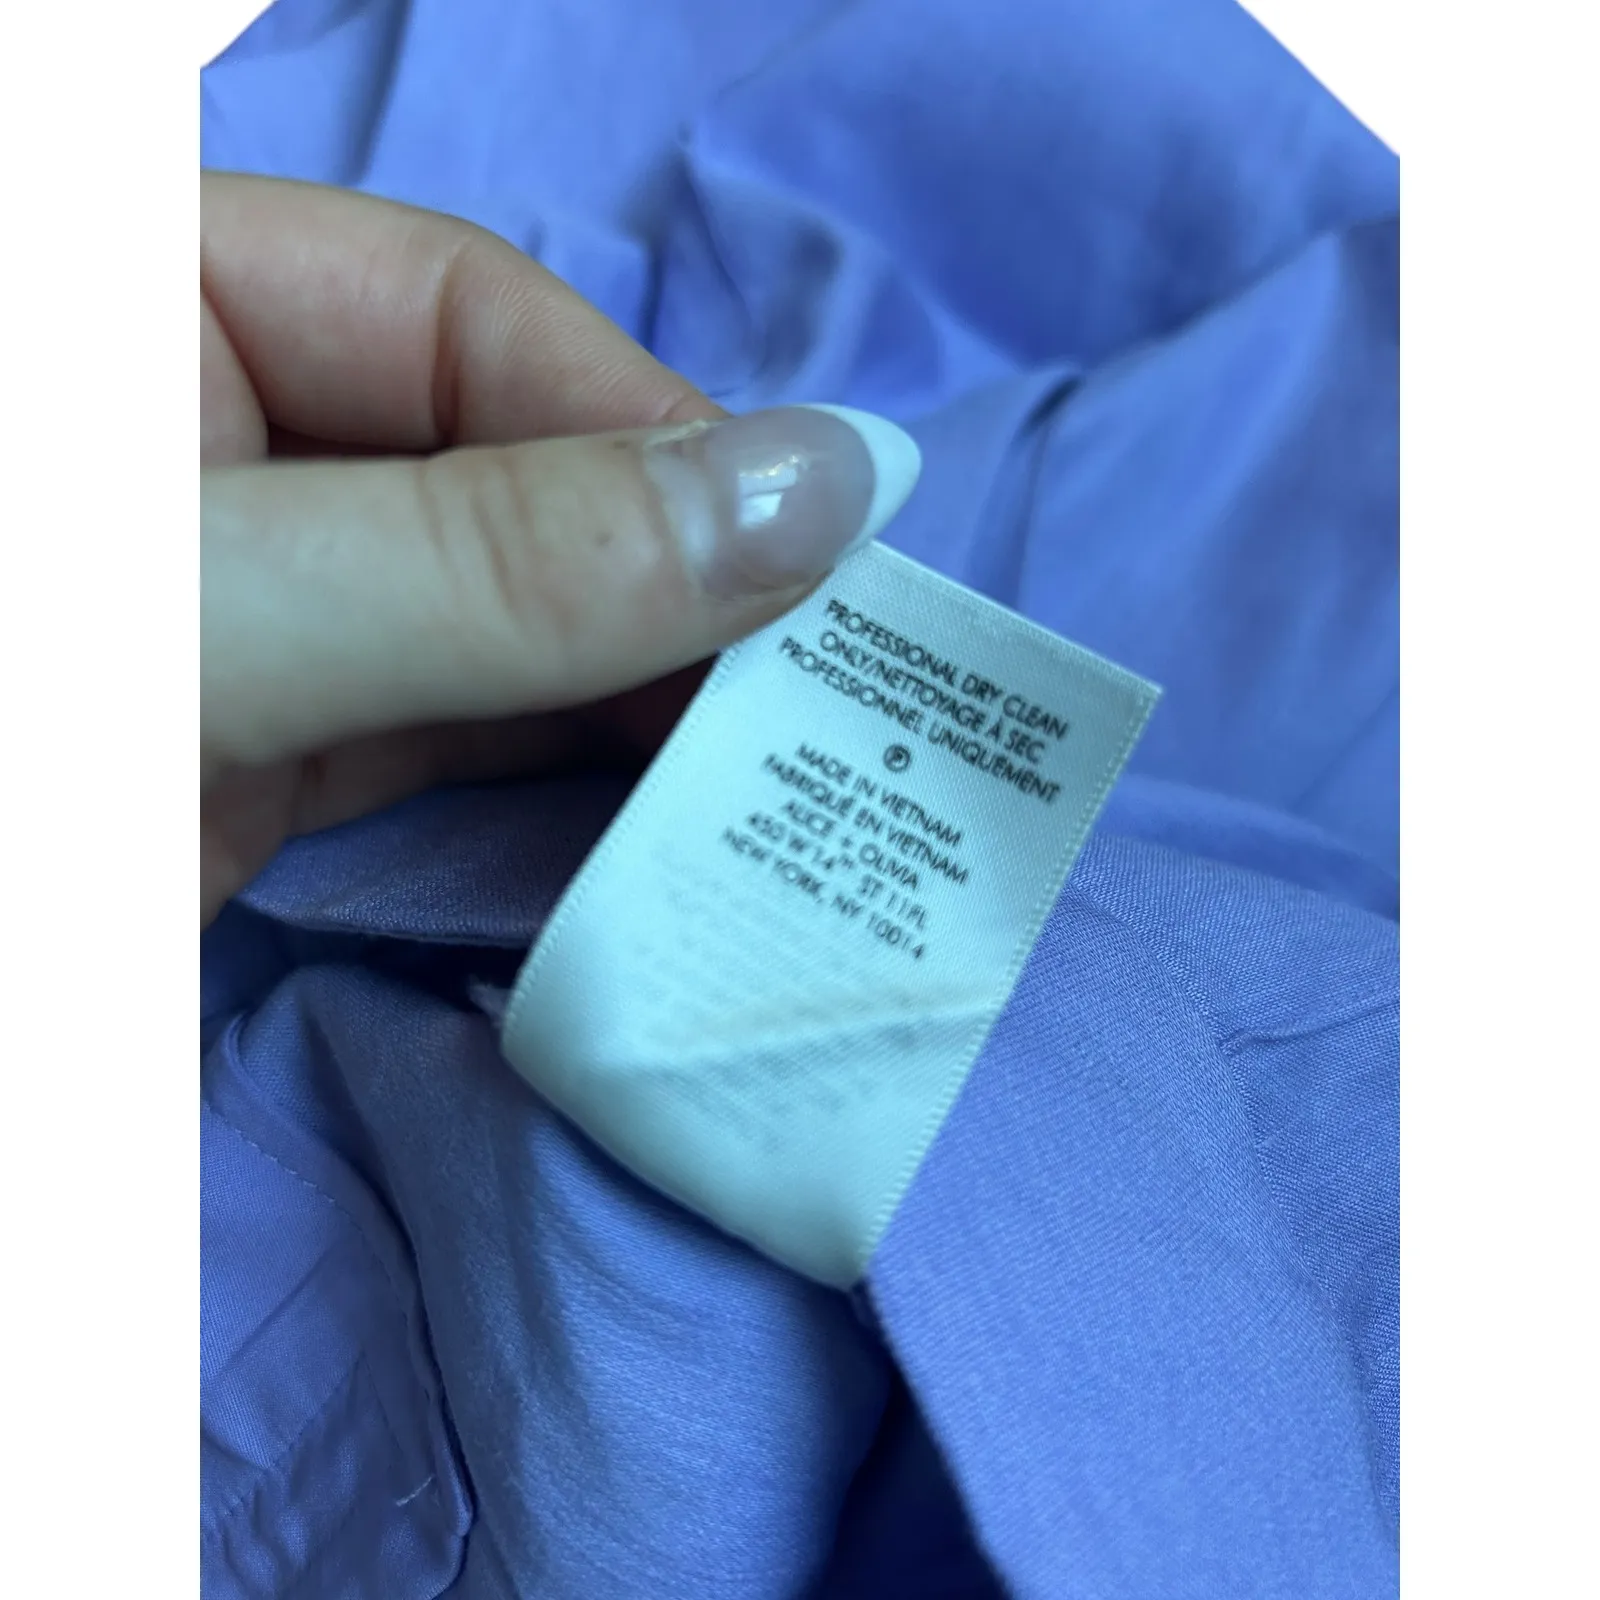 PROFESSIONAL DRY CLEAN
ONLY/NETTOYAGE À SEC
PROFESSIONNEL UNIQUEMENT
Ⓟ
MADE IN VIETNAM
FABRIQUÉ EN VIETNAM
ALICE + OLIVIA
450 W 14TH ST 11FL
NEW YORK, NY 10014